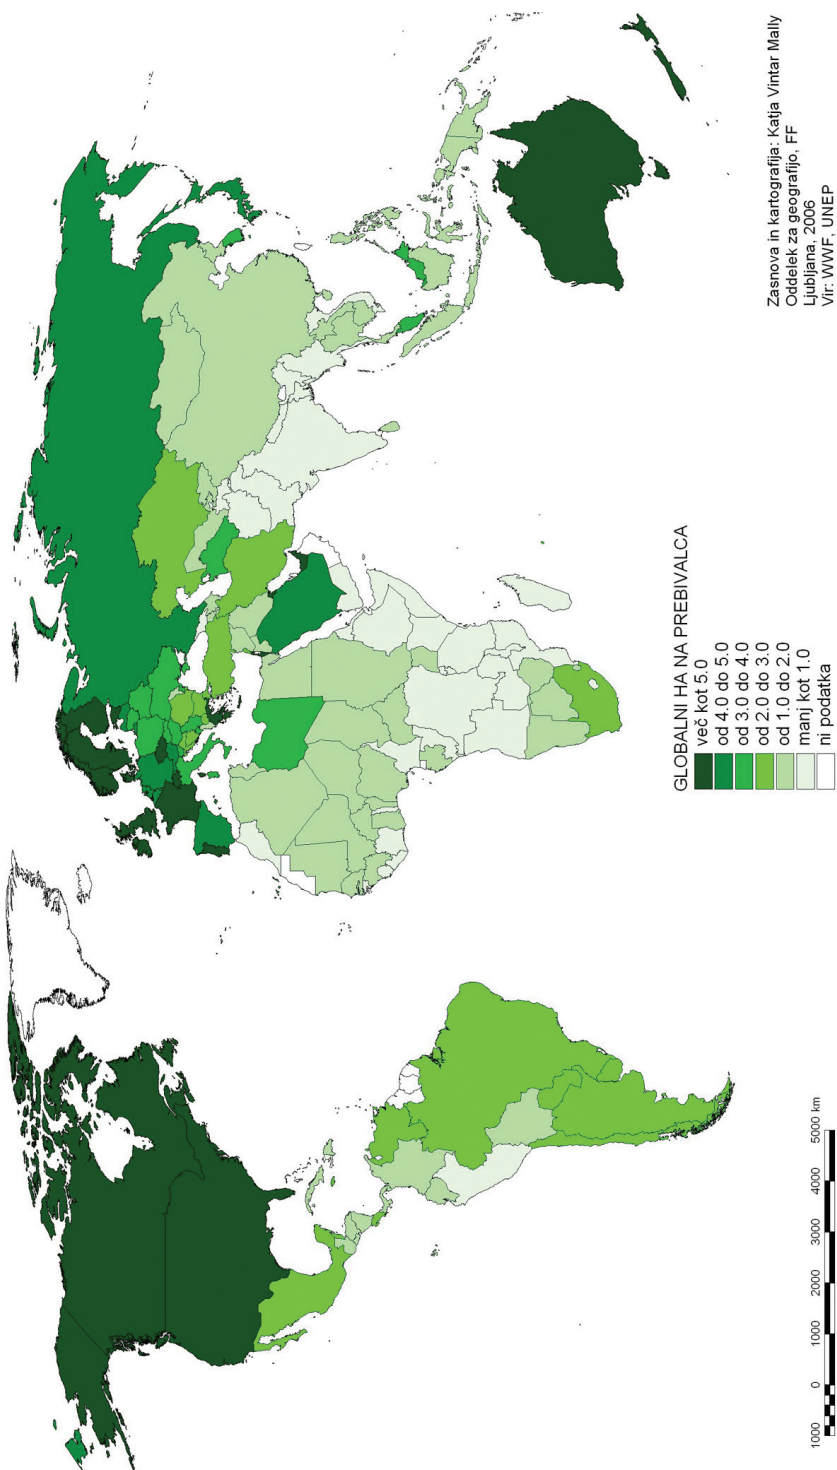 GLOBALNI HA NA PREBIVALCA
več kot 5.0
od 4.0 do 5.0
od 3.0 do 4.0
od 2.0 do 3.0
od 1.0 do 2.0
manj kot 1.0
ni podatka
1000 0 1000 2000 3000 4000 5000 km
Zasnova in kartografija: Katja Vintar Mally
Oddelek za geografijo, FF
Ljubljana, 2006
Vir: WWF, UNEP